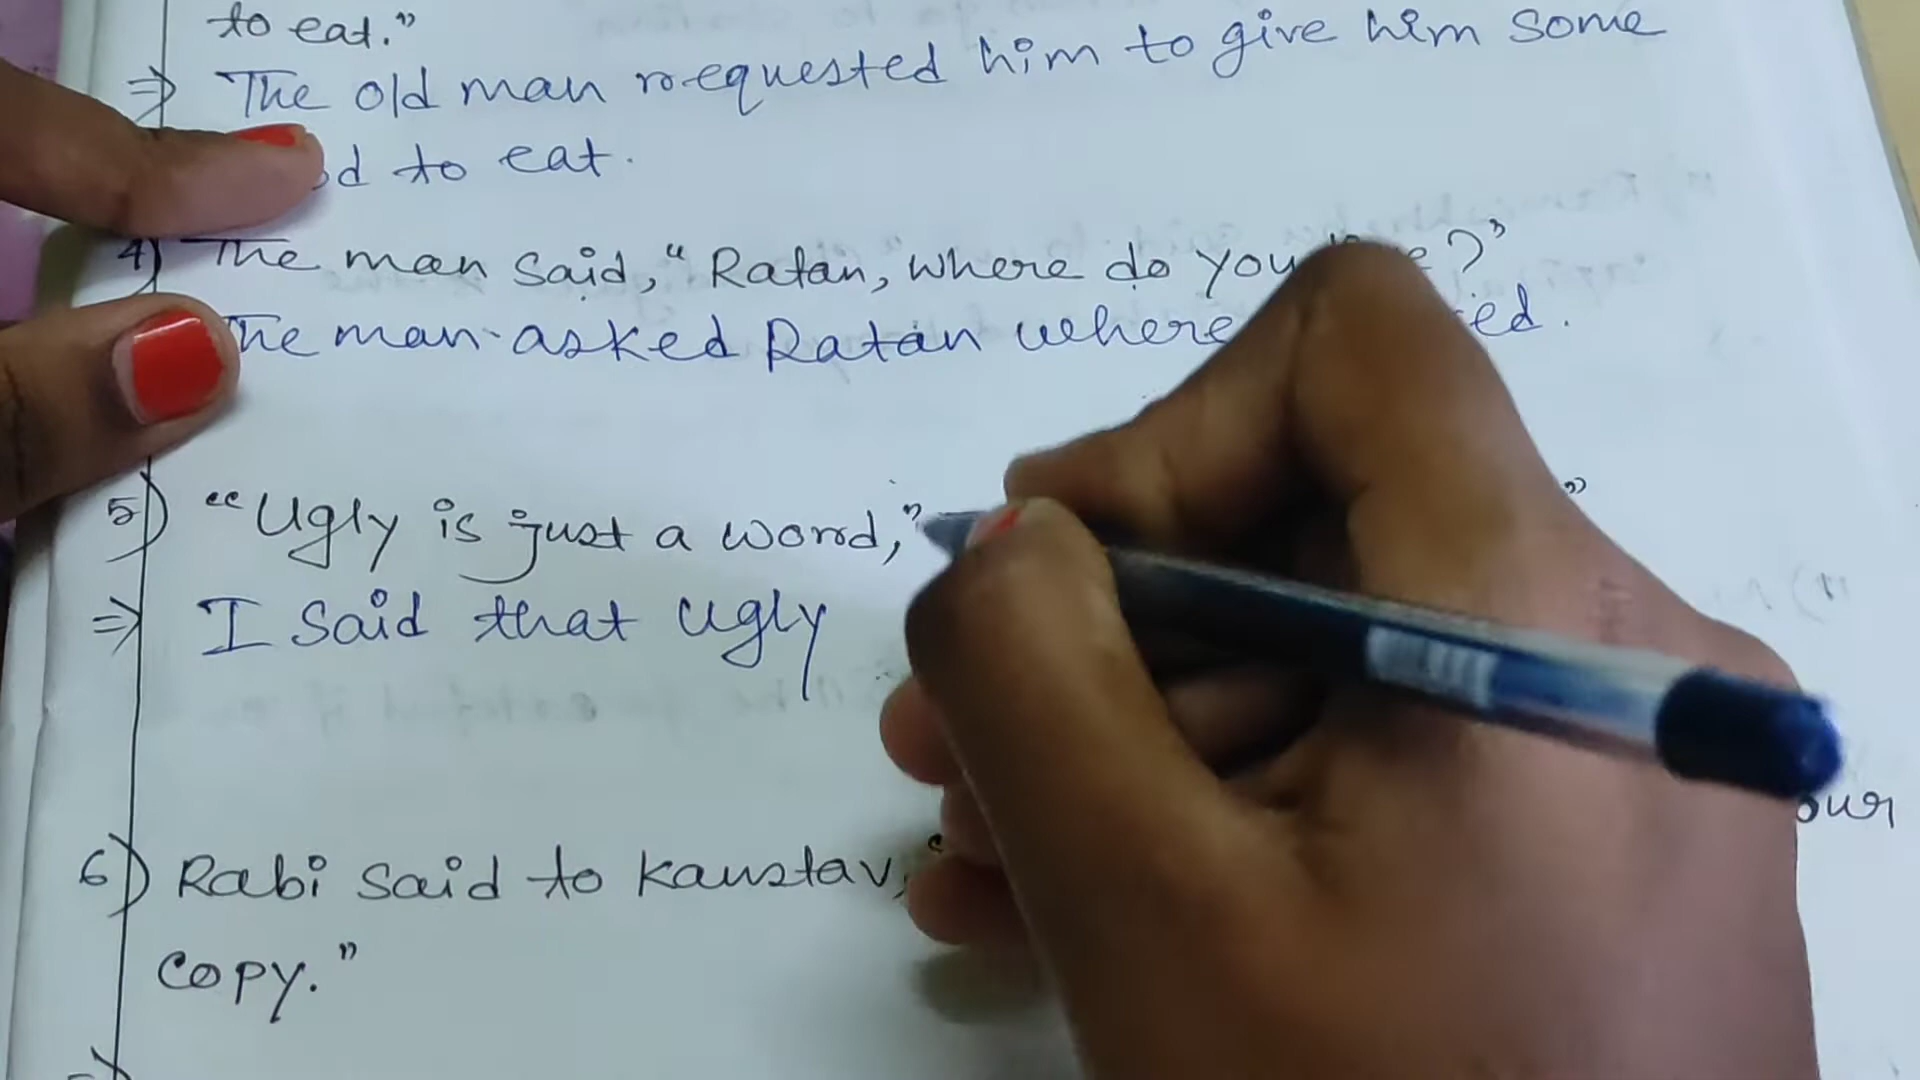 to eat."
⇒ The old man requested him to give him some
to eat.
4) The man said, "Ratan, where do you ?"
The man asked Ratan where
5) "Ugly is just a word,"
⇒ I said that ugly
6) Rabi said to Kaustav,
copy."